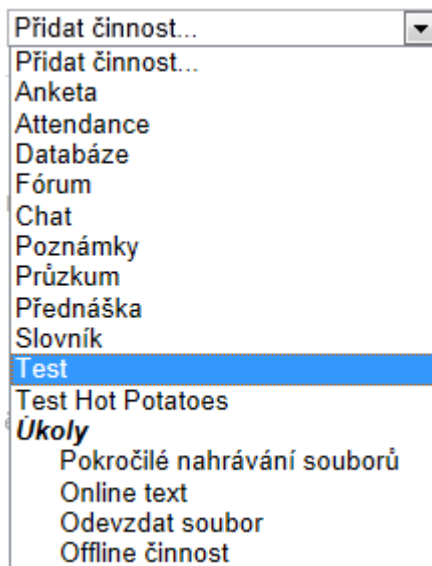 Přidat činnost...
Přidat činnost...
Anketa
Attendance
Databáze
Fórum
Chat
Poznámky
Průzkum
Přednáška
Slovník
Test
Test Hot Potatoes
Úkoly
Pokročilé nahrávání souborů
Online text
Odevzdat soubor
Offline činnost